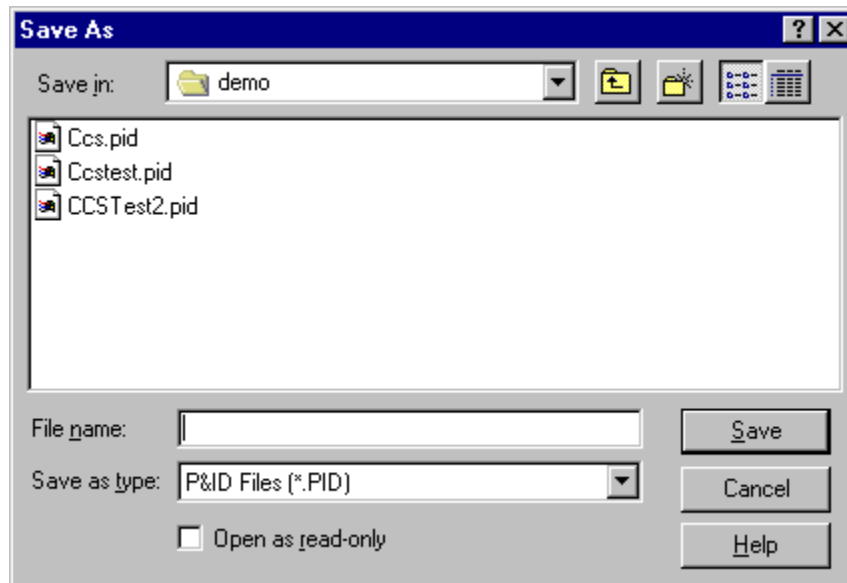 Save As
Save in: demo
Ccs.pid
Ccstest.pid
CCSTest2.pid
File name:
Save
Save as type: P&ID Files (*.PID)
Cancel
Open as read-only
Help